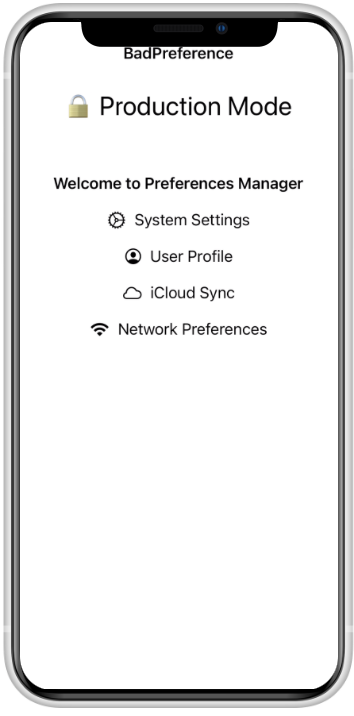 BadPreference
🔒 Production Mode
Welcome to Preferences Manager
System Settings
User Profile
iCloud Sync
Network Preferences